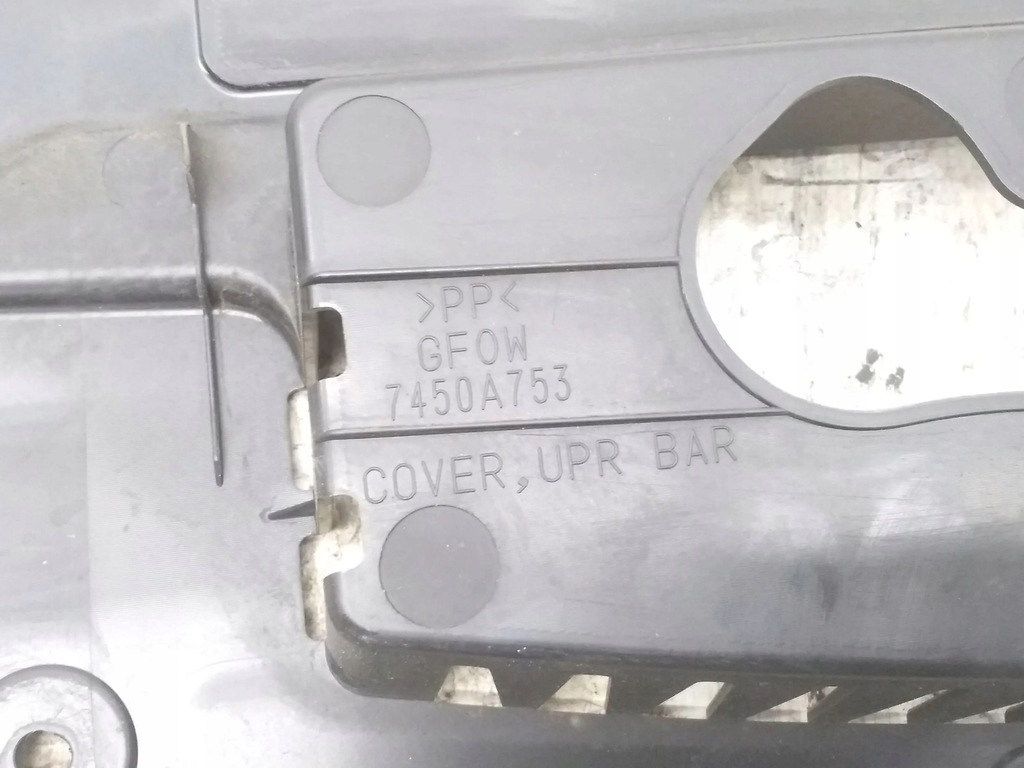 >PP<
GFOW
7450A753
COVER, UPR BAR